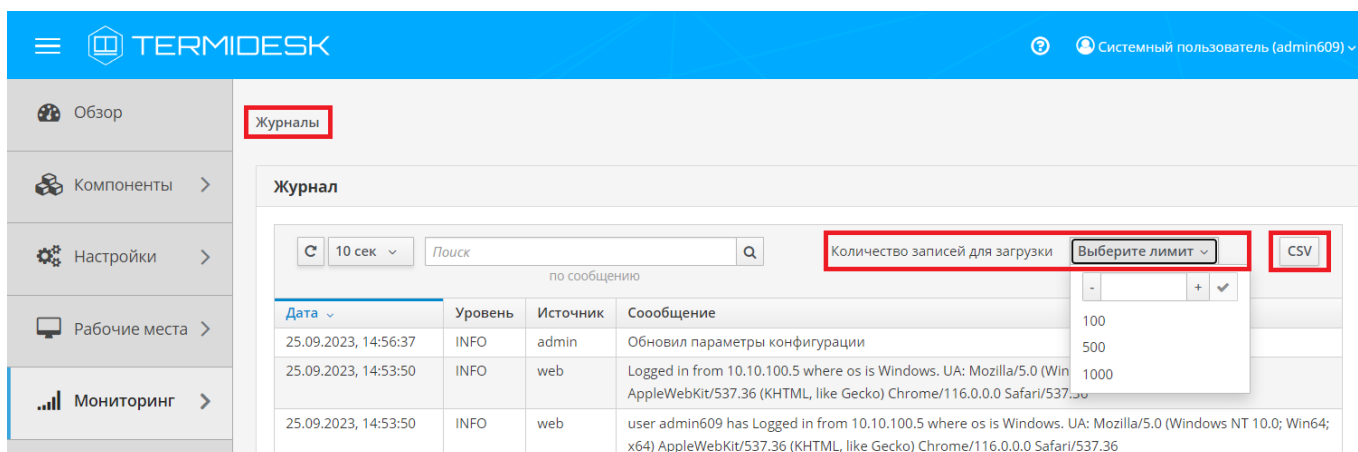 TERMIDESK
Системный пользователь (admin609)
Обзор
Журналы
Компоненты
Журнал
Настройки
10 сек
Поиск
Количество записей для загрузки
Выберите лимит
CSV
по сообщению
- +
100
500
1000
Рабочие места
Дата Уровень Источник Соообщение
25.09.2023, 14:56:37 INFO admin Обновил параметры конфигурации
25.09.2023, 14:53:50 INFO web Logged in from 10.10.100.5 where os is Windows. UA: Mozilla/5.0 (Win
AppleWebKit/537.36 (KHTML, like Gecko) Chrome/116.0.0.0 Safari/537.36
Мониторинг
25.09.2023, 14:53:50 INFO web user admin609 has Logged in from 10.10.100.5 where os is Windows. UA: Mozilla/5.0 (Windows NT 10.0; Win64;
x64) AppleWebKit/537.36 (KHTML, like Gecko) Chrome/116.0.0.0 Safari/537.36